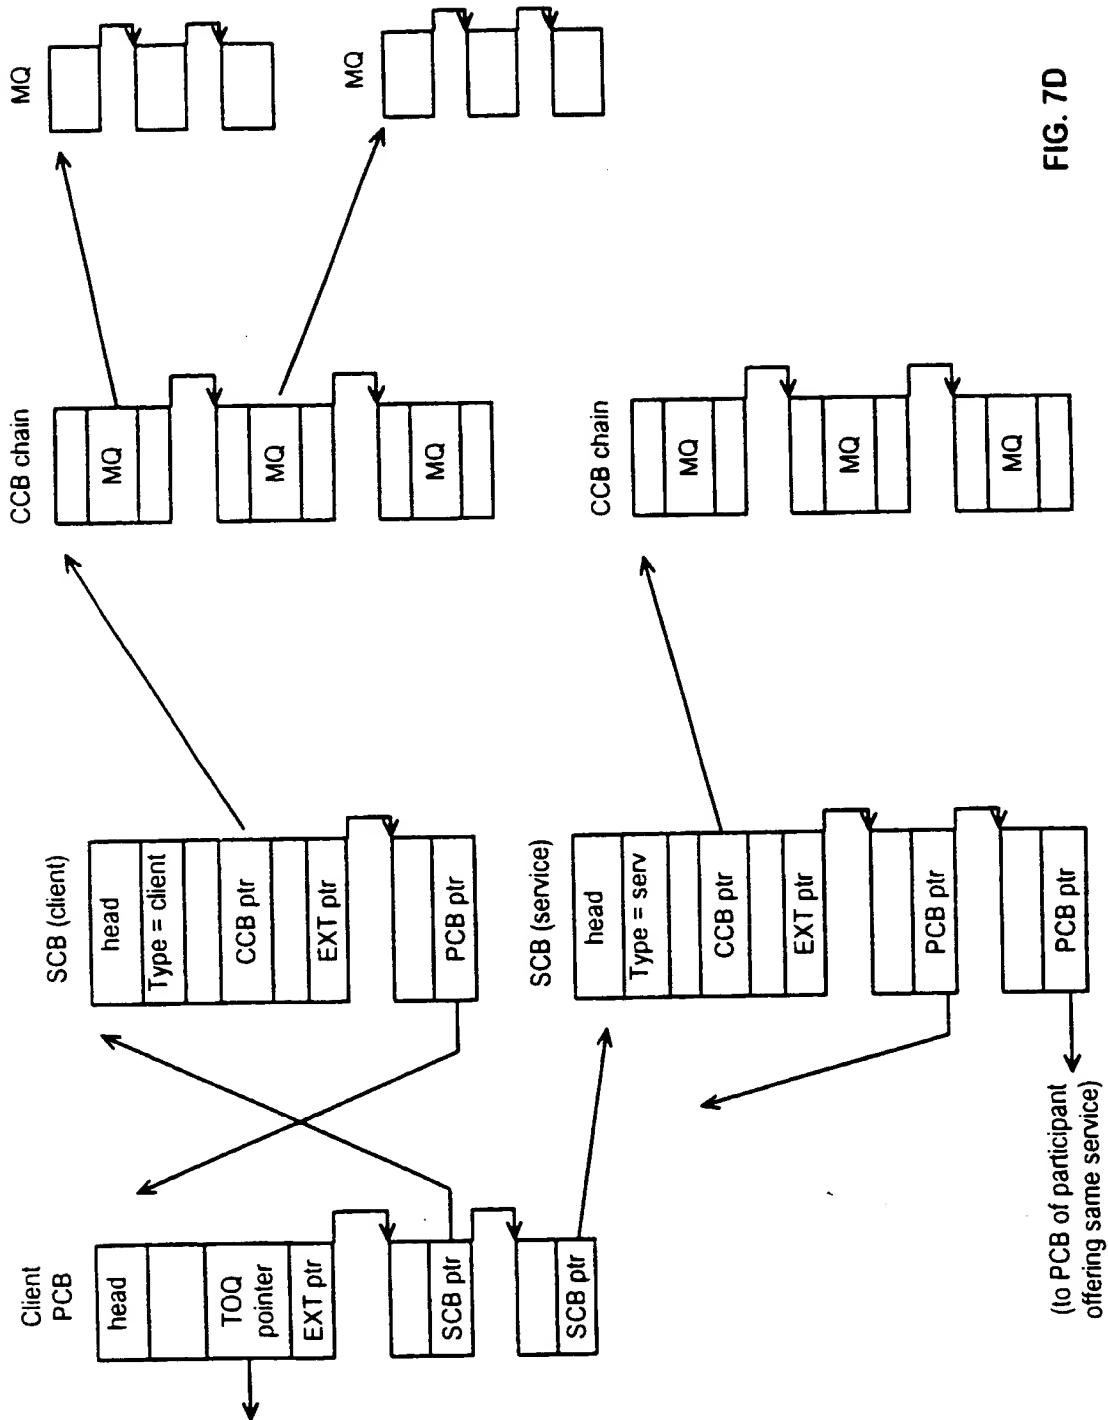 Client
PCB
head
TOQ
pointer
EXT ptr
SCB ptr
SCB ptr
SCB (client)
head
Type = client
CCB ptr
EXT ptr
PCB ptr
SCB (service)
head
Type = serv
CCB ptr
EXT ptr
PCB ptr
PCB ptr
(to PCB of participant
offering same service)
CCB chain
MQ
MQ
MQ
CCB chain
MQ
MQ
MQ
MQ
MQ
FIG. 7D